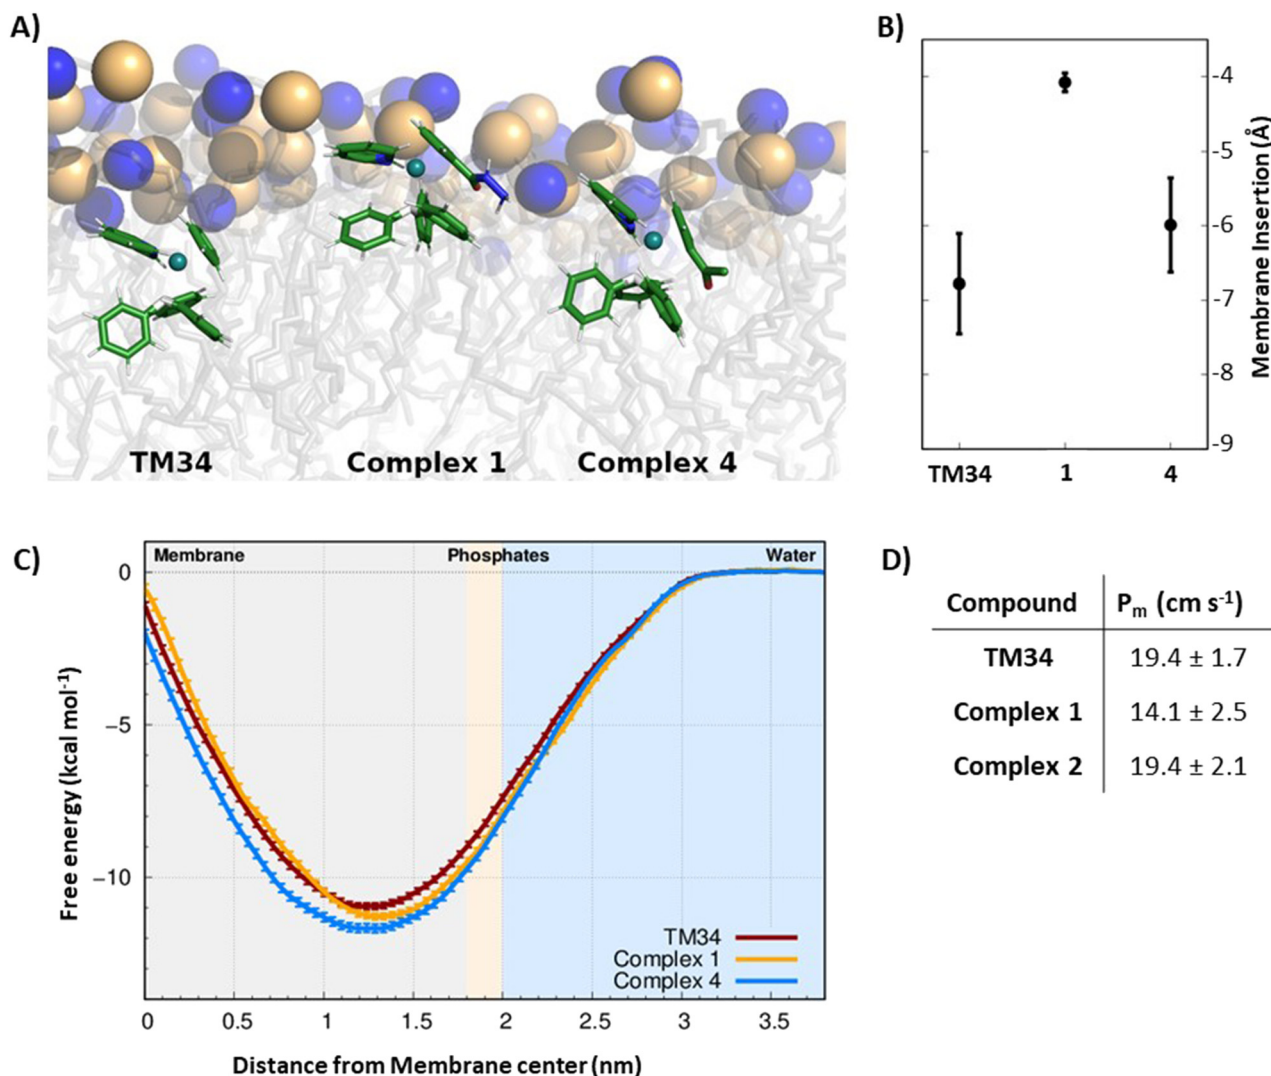 A)
TM34 Complex 1 Complex 4
B)
-4
-5
-6
-7
-8
-9
Membrane Insertion (Å)
TM34 1 4
C)
Membrane Phosphates Water
0
−5
−10
Free energy (kcal mol-1)
TM34
Complex 1
Complex 4
0 0.5 1 1.5 2 2.5 3 3.5
Distance from Membrane center (nm)
D)
Compound Pm (cm s-1)
TM34 19.4 ± 1.7
Complex 1 14.1 ± 2.5
Complex 2 19.4 ± 2.1